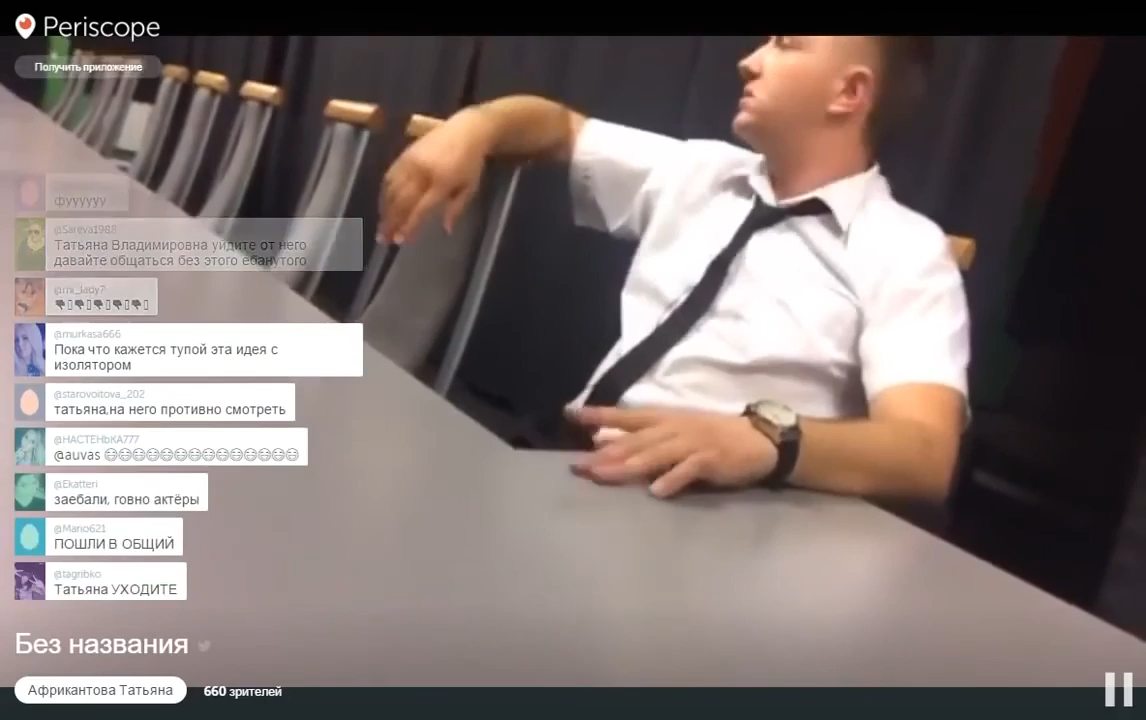 Periscope
Получить приложение
фуууууу
@Sareva1968
Татьяна Владимировна уйдите от него
давайте общаться без этого ебанутого
@mi_lady7
@murkasa666
Пока что кажется тупой эта идея с
изолятором
@starovoitova_202
татьяна,на него противно смотреть
@НАСТЕНЬКА777
@auvas
@Ekatteri
заебали, говно актёры
@Mario621
ПОШЛИ В ОБЩИЙ
@tagribko
Татьяна УХОДИТЕ
Без названия
Африкантова Татьяна
660 зрителей